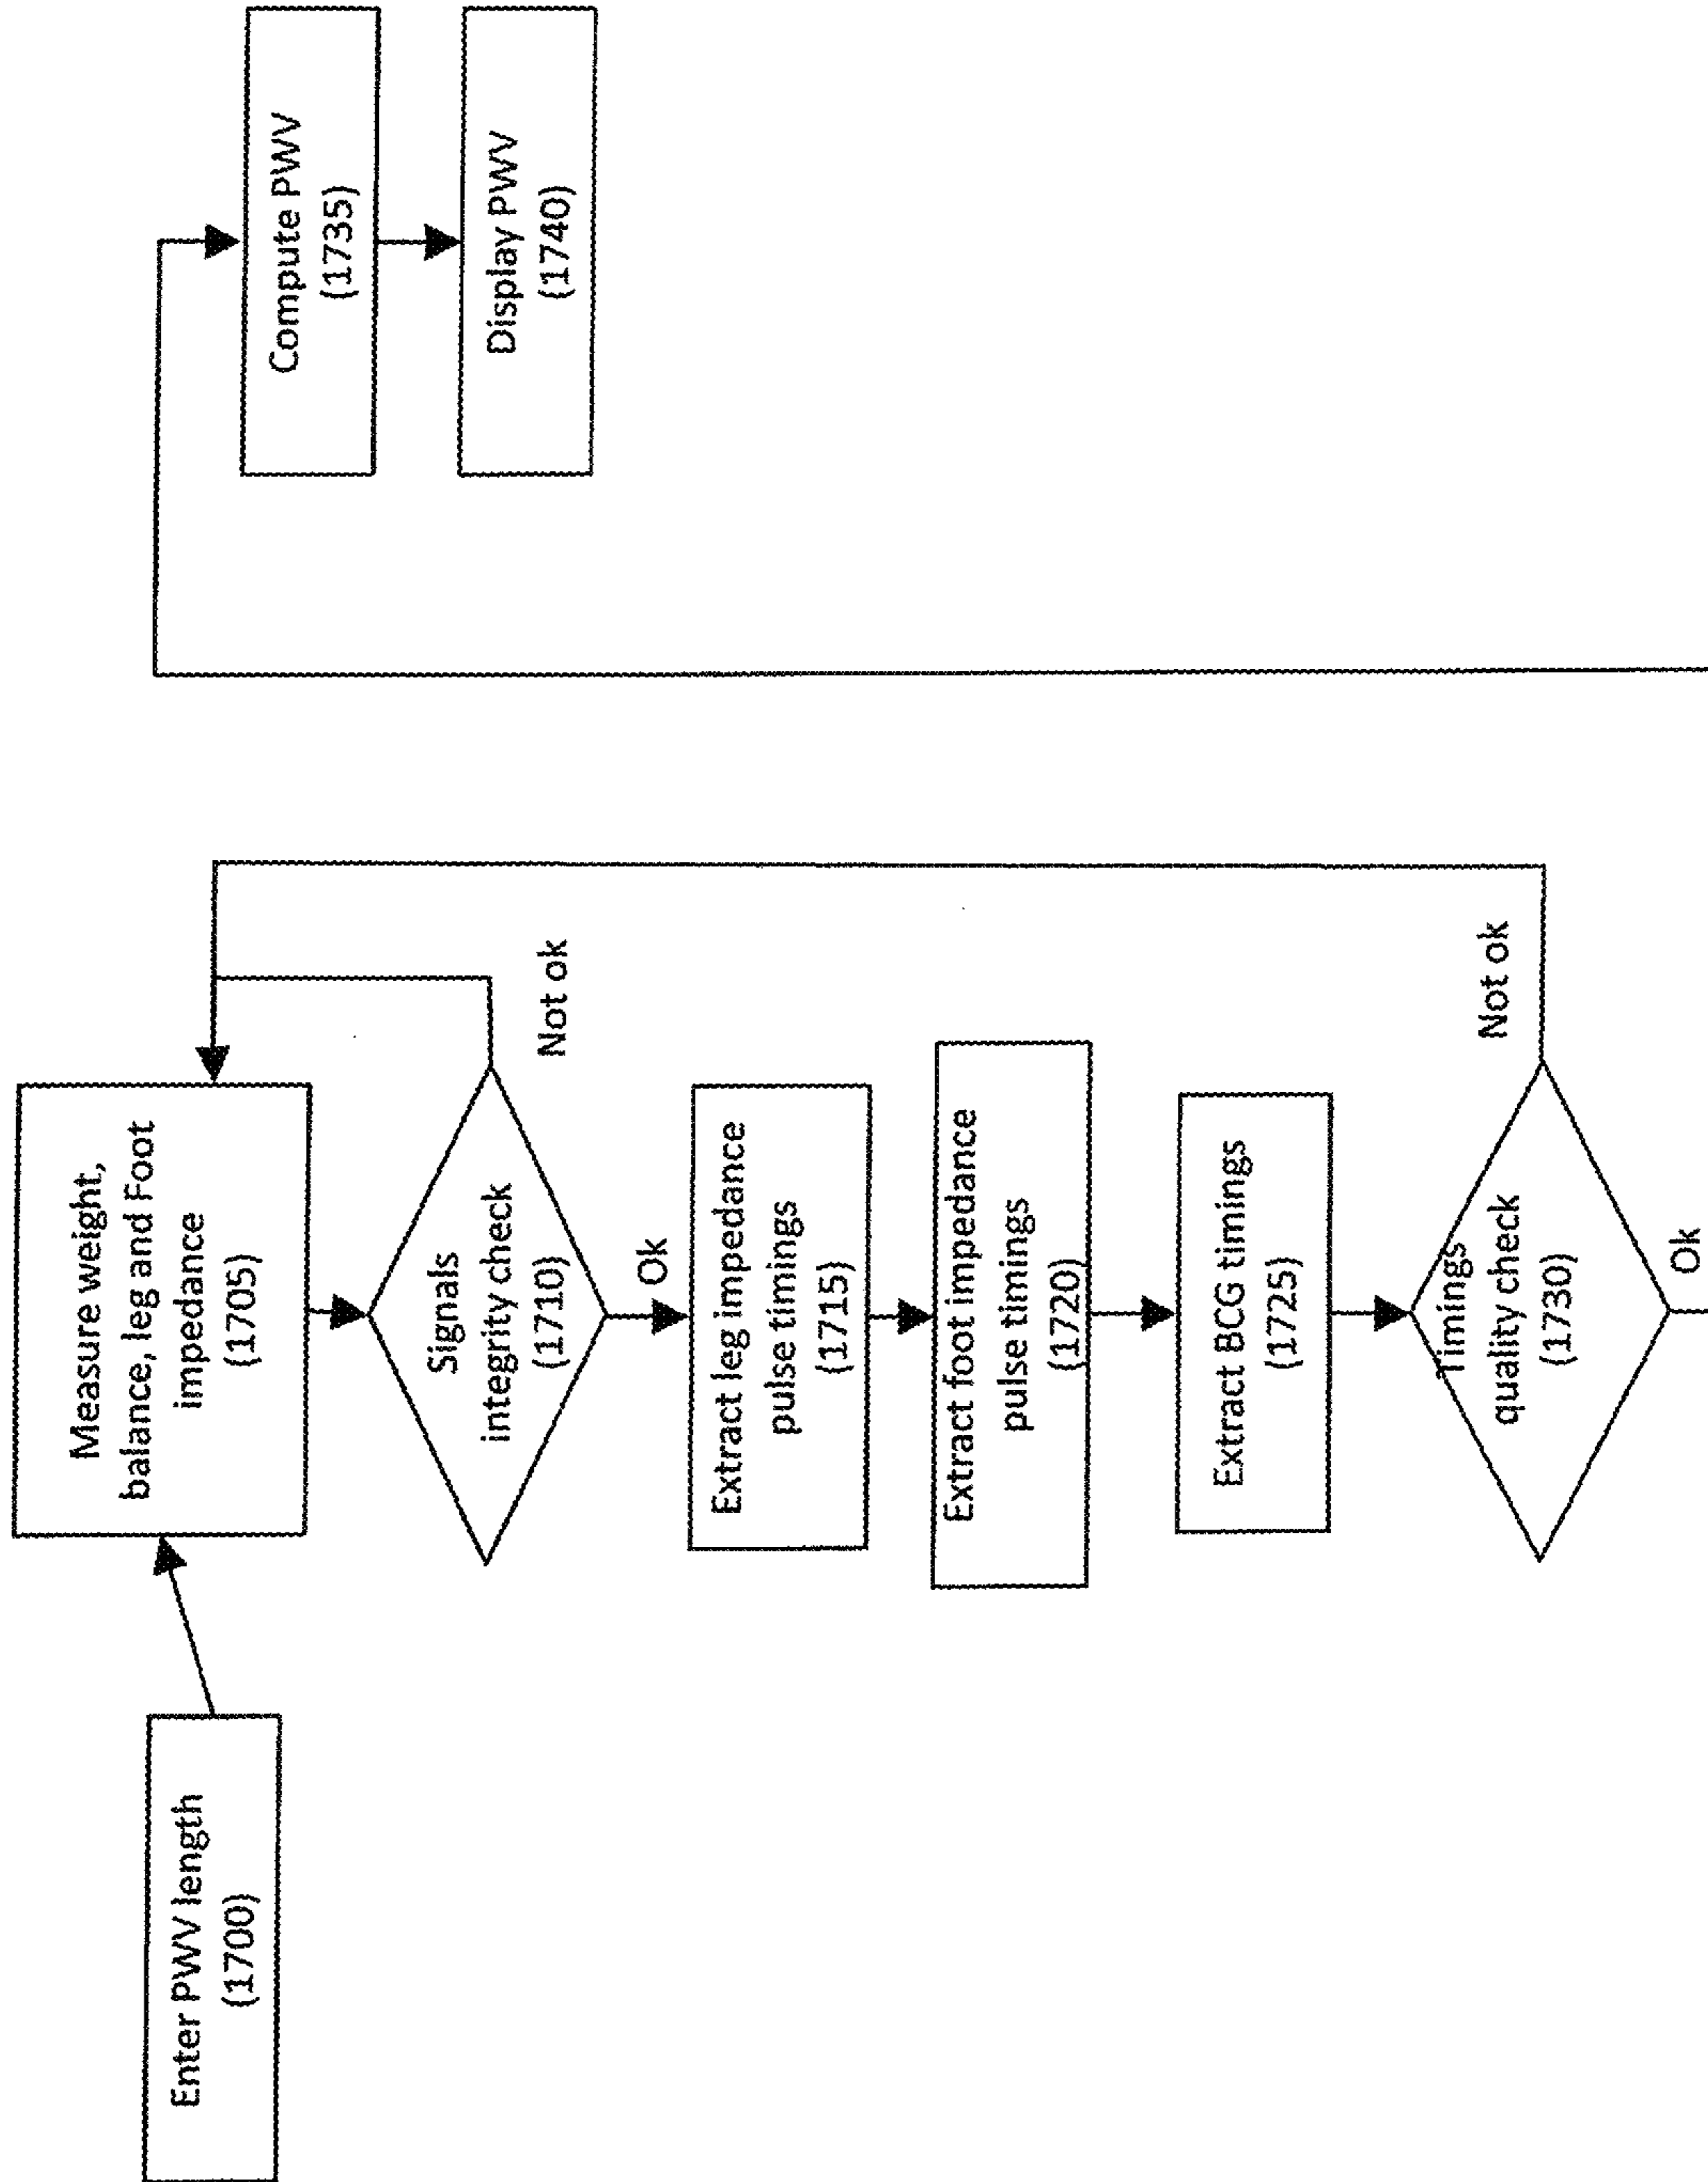 Enter PWV length
(1700)
Measure weight,
balance, leg and Foot
impedance
(1705)
Signals
integrity check
(1710)
Not ok
Ok
Extract leg impedance
pulse timings
(1715)
Extract foot impedance
pulse timings
(1720)
Extract BCG timings
(1725)
Timings
quality check
(1730)
Not ok
Ok
Compute PWV
(1735)
Display PWV
(1740)